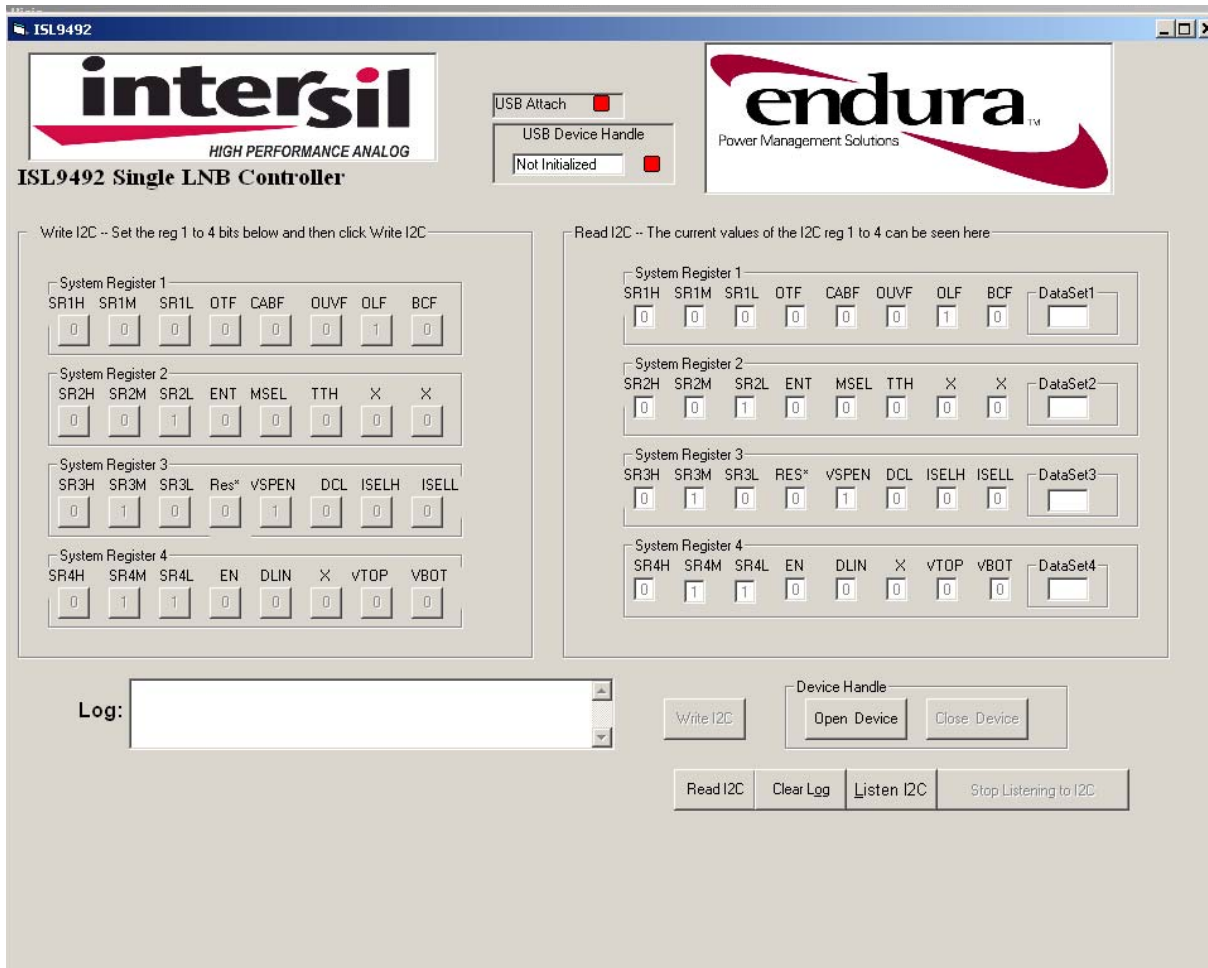 ISL9492
intersil
HIGH PERFORMANCE ANALOG
ISL9492 Single LNB Controller
USB Attach
USB Device Handle
Not Initialized
endura TM
Power Management Solutions
Write I2C -- Set the reg 1 to 4 bits below and then click Write I2C
System Register 1
SR1H SR1M SR1L OTF CABF OUVF OLF BCF
0 0 0 0 0 0 1 0
System Register 2
SR2H SR2M SR2L ENT MSEL TTH X X
0 0 1 0 0 0 0 0
System Register 3
SR3H SR3M SR3L Res* VSPEN DCL ISELH ISELL
0 1 0 0 1 0 0 0
System Register 4
SR4H SR4M SR4L EN DLIN X VTOP VBOT
0 1 1 0 0 0 0 0
Read I2C -- The current values of the I2C reg 1 to 4 can be seen here
System Register 1
SR1H SR1M SR1L OTF CABF OUVF OLF BCF DataSet1
0 0 0 0 0 0 1 0
System Register 2
SR2H SR2M SR2L ENT MSEL TTH X X DataSet2
0 0 1 0 0 0 0 0
System Register 3
SR3H SR3M SR3L RES* VSPEN DCL ISELH ISELL DataSet3
0 1 0 0 1 0 0 0
System Register 4
SR4H SR4M SR4L EN DLIN X VTOP VBOT DataSet4
0 1 1 0 0 0 0 0
Log:
Write I2C
Device Handle
Open Device Close Device
Read I2C Clear Log Listen I2C Stop Listening to I2C